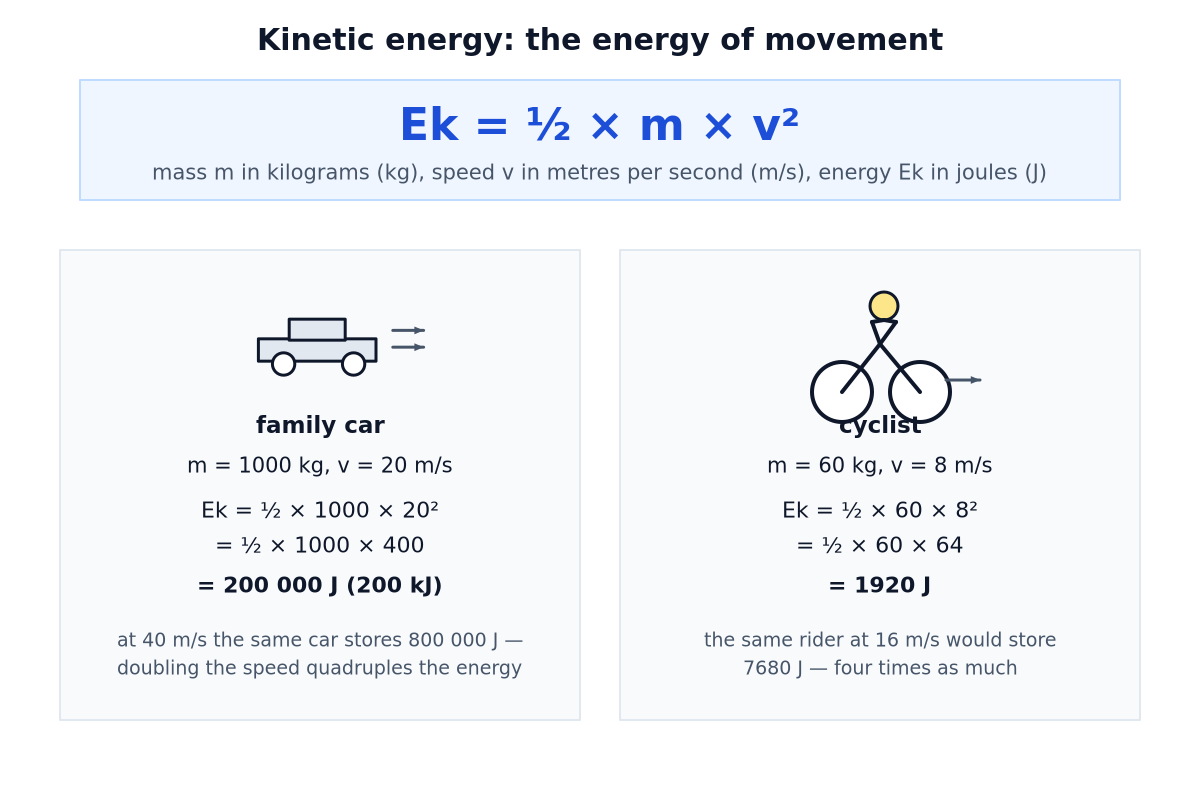 Kinetic energy: the energy of movement
Ek = ½ × m × v²
mass m in kilograms (kg), speed v in metres per second (m/s), energy Ek in joules (J)
family car
m = 1000 kg, v = 20 m/s
Ek = ½ × 1000 × 20²
= ½ × 1000 × 400
= 200 000 J (200 kJ)
at 40 m/s the same car stores 800 000 J —
doubling the speed quadruples the energy
cyclist
m = 60 kg, v = 8 m/s
Ek = ½ × 60 × 8²
= ½ × 60 × 64
= 1920 J
the same rider at 16 m/s would store
7680 J — four times as much